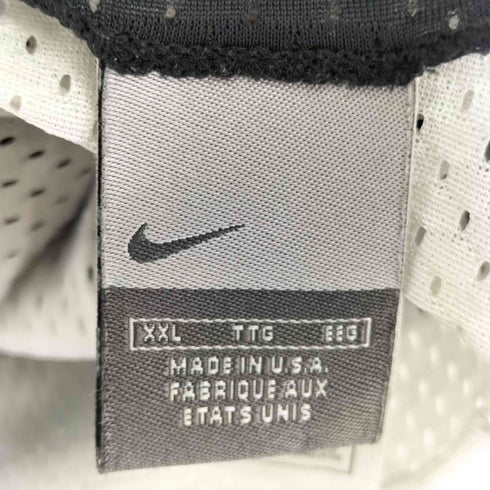 XXL TTG EEG
MADE IN U.S.A.
FABRIQUE AUX
ETATS UNIS